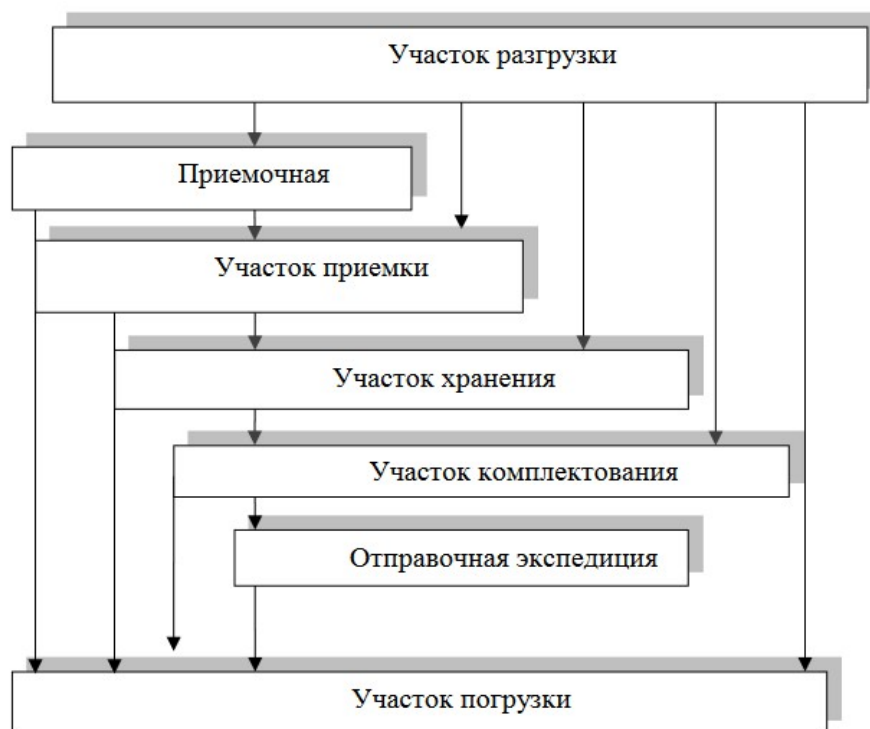 Участок разгрузки
Приемочная
Участок приемки
Участок хранения
Участок комплектования
Отправочная экспедиция
Участок погрузки